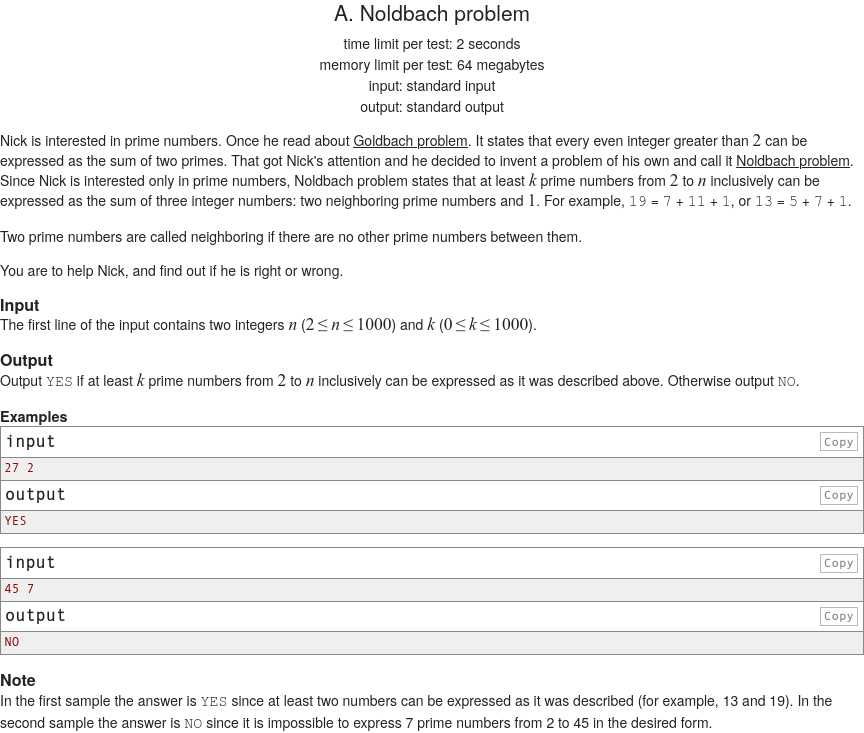 A. Noldbach problem
time limit per test: 2 seconds
memory limit per test: 64 megabytes
input: standard input
output: standard output
Nick is interested in prime numbers. Once he read about Goldbach problem. It states that every even integer greater than 2 can be
expressed as the sum of two primes. That got Nick's attention and he decided to invent a problem of his own and call it Noldbach problem.
Since Nick is interested only in prime numbers, Noldbach problem states that at least k prime numbers from 2 to n inclusively can be
expressed as the sum of three integer numbers: two neighboring prime numbers and 1. For example, 19 = 7 + 11 + 1, or 13 = 5 + 7 + 1.
Two prime numbers are called neighboring if there are no other prime numbers between them.
You are to help Nick, and find out if he is right or wrong.
Input
The first line of the input contains two integers n (2 ≤ n ≤ 1000) and k (0 ≤ k ≤ 1000).
Output
Output YES if at least k prime numbers from 2 to n inclusively can be expressed as it was described above. Otherwise output NO.
Examples
input Copy
27 2
output Copy
YES
input Copy
45 7
output Copy
NO
Note
In the first sample the answer is YES since at least two numbers can be expressed as it was described (for example, 13 and 19). In the
second sample the answer is NO since it is impossible to express 7 prime numbers from 2 to 45 in the desired form.